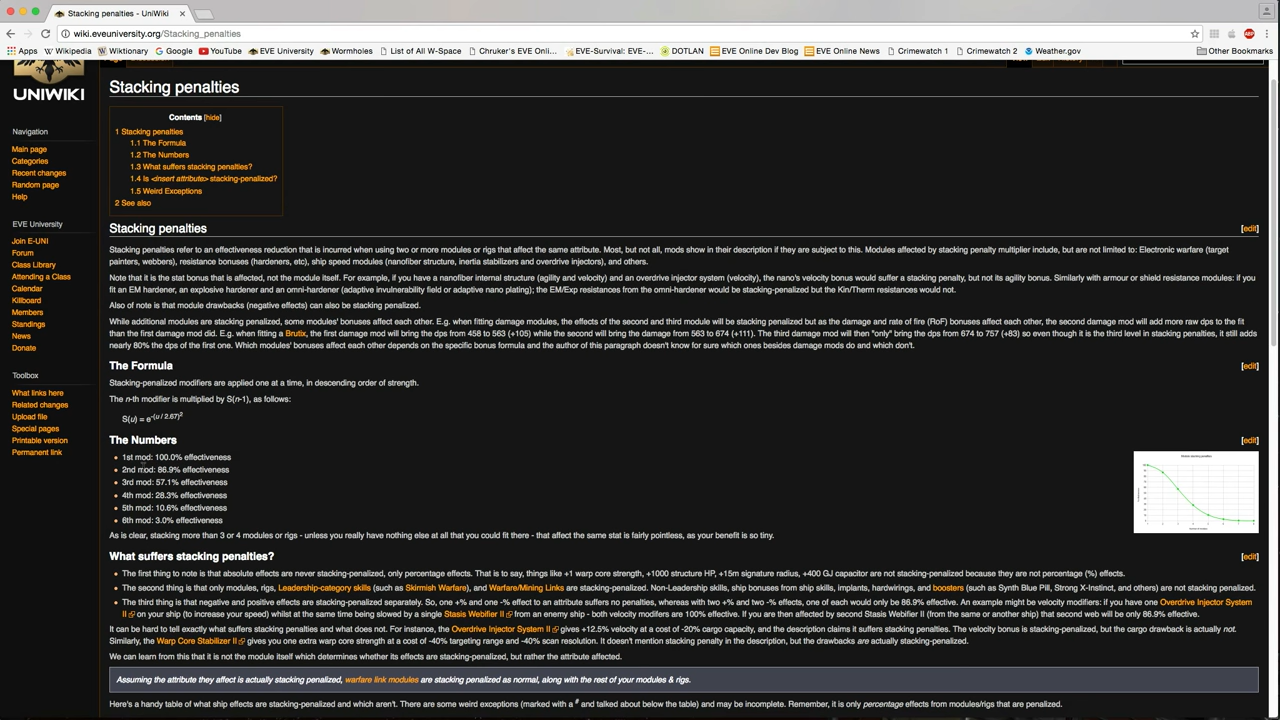 Stacking penalties - UniWiki
wiki.eveuniversity.org/Stacking_penalties
Apps Wikipedia Wiktionary Google YouTube EVE University Wormholes List of All W-Space Chruker's EVE Onli... EVE-Survival: EVE-... DOTLAN EVE Online Dev Blog EVE Online News Crimewatch 1 Crimewatch 2 Weather.gov Other Bookmarks
UNIWIKI
Navigation
Main page
Categories
Recent changes
Random page
Help
EVE University
Join E-UNI
Forum
Class Library
Attending a Class
Calendar
Killboard
Members
Standings
News
Donate
Toolbox
What links here
Related changes
Upload file
Special pages
Printable version
Permanent link
Stacking penalties
Contents [hide]
1 Stacking penalties
1.1 The Formula
1.2 The Numbers
1.3 What suffers stacking penalties?
1.4 Is <insert attribute> stacking-penalized?
1.5 Weird Exceptions
2 See also
Stacking penalties [edit]
Stacking penalties refer to an effectiveness reduction that is incurred when using two or more modules or rigs that affect the same attribute. Most, but not all, mods show in their description if they are subject to this. Modules affected by stacking penalty multiplier include, but are not limited to: Electronic warfare (target
painters, webbers), resistance bonuses (hardeners, etc), ship speed modules (nanofiber structure, inertia stabilizers and overdrive injectors), and others.
Note that it is the stat bonus that is affected, not the module itself. For example, if you have a nanofiber internal structure (agility and velocity) and an overdrive injector system (velocity), the nano's velocity bonus would suffer a stacking penalty, but not its agility bonus. Similarly with armour or shield resistance modules: if you
fit an EM hardener, an explosive hardener and an omni-hardener (adaptive invulnerability field or adaptive nano plating); the EM/Exp resistances from the omni-hardener would be stacking-penalized but the Kin/Therm resistances would not.
Also of note is that module drawbacks (negative effects) can also be stacking penalized.
While additional modules are stacking penalized, some modules' bonuses affect each other. E.g. when fitting damage modules, the effects of the second and third module will be stacking penalized but as the damage and rate of fire (RoF) bonuses affect each other, the second damage mod will add more raw dps to the fit
than the first damage mod did. E.g. when fitting a Brutix, the first damage mod will bring the dps from 458 to 563 (+105) while the second will bring the damage from 563 to 674 (+111). The third damage mod will then "only" bring the dps from 674 to 757 (+83) so even though it is the third level in stacking penalties, it still adds
nearly 80% the dps of the first one. Which modules' bonuses affect each other depends on the specific bonus formula and the author of this paragraph doesn't know for sure which ones besides damage mods do and which don't.
The Formula [edit]
Stacking-penalized modifiers are applied one at a time, in descending order of strength.
The n-th modifier is multiplied by S(n-1), as follows:
S(u) = e-(u / 2.67)2
The Numbers [edit]
1st mod: 100.0% effectiveness
2nd mod: 86.9% effectiveness
3rd mod: 57.1% effectiveness
4th mod: 28.3% effectiveness
5th mod: 10.6% effectiveness
6th mod: 3.0% effectiveness
As is clear, stacking more than 3 or 4 modules or rigs - unless you really have nothing else at all that you could fit there - that affect the same stat is fairly pointless, as your benefit is so tiny.
What suffers stacking penalties? [edit]
The first thing to note is that absolute effects are never stacking-penalized, only percentage effects. That is to say, things like +1 warp core strength, +1000 structure HP, +15m signature radius, +400 GJ capacitor are not stacking-penalized because they are not percentage (%) effects.
The second thing is that only modules, rigs, Leadership-category skills (such as Skirmish Warfare), and Warfare/Mining Links are stacking-penalized. Non-Leadership skills, ship bonuses from ship skills, implants, hardwirings, and boosters (such as Synth Blue Pill, Strong X-Instinct, and others) are not stacking penalized.
The third thing is that negative and positive effects are stacking-penalized separately. So, one +% and one -% effect to an attribute suffers no penalties, whereas with two +% and two -% effects, one of each would only be 86.9% effective. An example might be velocity modifiers: if you have one Overdrive Injector System
II on your ship (to increase your speed) whilst at the same time being slowed by a single Stasis Webifier II from an enemy ship - both velocity modifers are 100% effective. If you are then affected by second Stasis Webifier II (from the same or another ship) that second web will only be 86.9% effective.
It can be hard to tell exactly what suffers stacking penalties and what does not. For instance, the Overdrive Injector System II gives +12.5% velocity at a cost of -20% cargo capacity, and the description claims it suffers stacking penalties. The velocity bonus is stacking-penalized, but the cargo drawback is actually not.
Similarly, the Warp Core Stabilizer II gives you one extra warp core strength at a cost of -40% targeting range and -40% scan resolution. It doesn't mention stacking penalty in the description, but the drawbacks are actually stacking-penalized.
We can learn from this that it is not the module itself which determines whether its effects are stacking-penalized, but rather the attribute affected.
Assuming the attribute they affect is actually stacking penalized, warfare link modules are stacking penalized as normal, along with the rest of your modules & rigs.
Here's a handy table of what ship effects are stacking-penalized and which aren't. There are some weird exceptions (marked with a # and talked about below the table) and may be incomplete. Remember, it is only percentage effects from modules/rigs that are penalized.